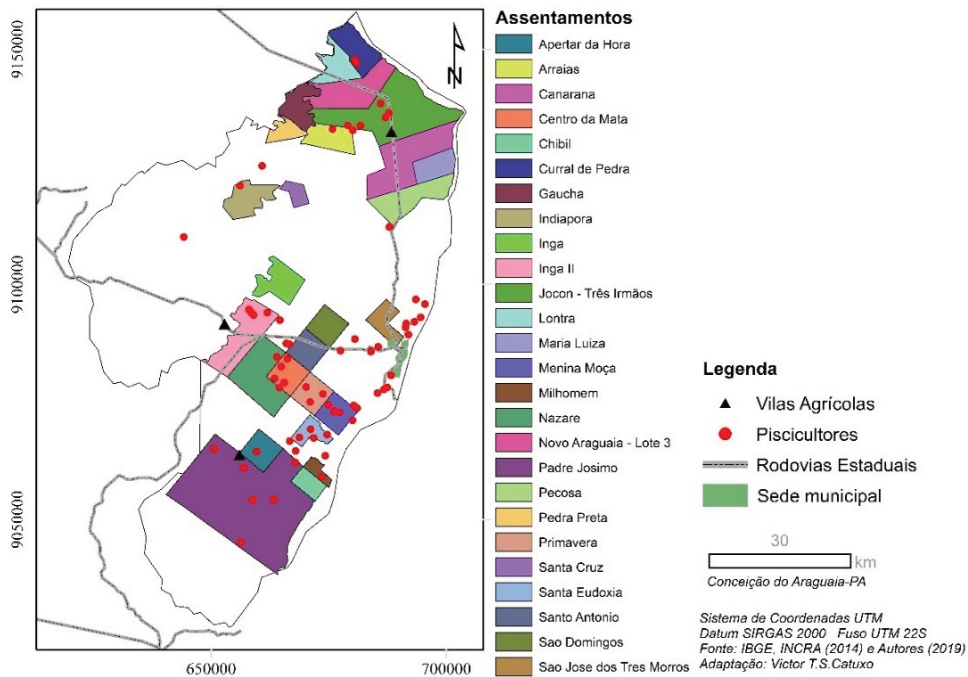 Assentamentos
Apertar da Hora
Arraias
Canarana
Centro da Mata
Chibil
Curral de Pedra
Gaucha
Indiapora
Inga
Inga II
Jocon - Três Irmãos
Lontra
Maria Luiza
Menina Moça
Milhomem
Nazare
Novo Araguaia - Lote 3
Padre Josimo
Pecosa
Pedra Preta
Primavera
Santa Cruz
Santa Eudoxia
Santo Antonio
Sao Domingos
Sao Jose dos Tres Morros
N
9150000
9100000
9050000
650000
700000
Legenda
Vilas Agrícolas
Piscicultores
Rodovias Estaduais
Sede municipal
30
km
Conceição do Araguaia-PA
Sistema de Coordenadas UTM
Datum SIRGAS 2000 Fuso UTM 22S
Fonte: IBGE, INCRA (2014) e Autores (2019)
Adaptação: Victor T.S.Catuxo